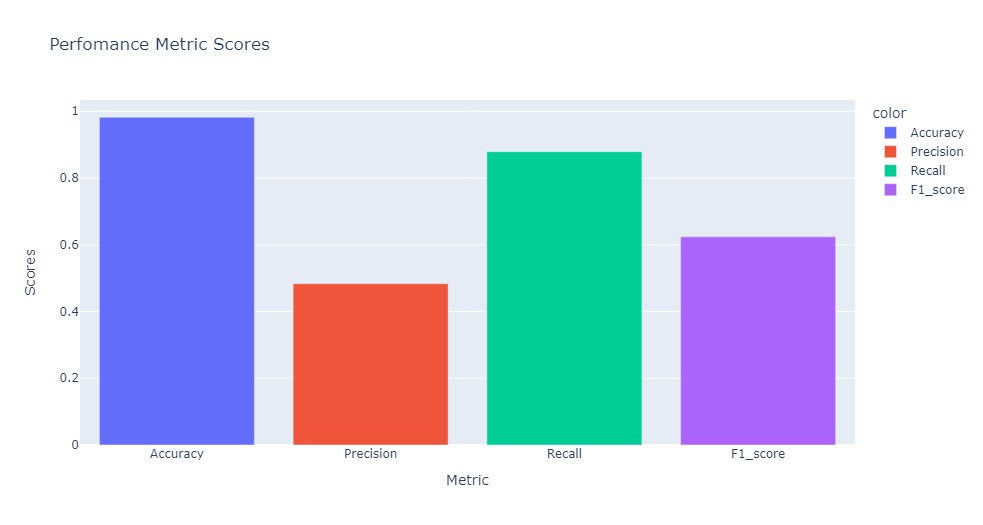 Perfomance Metric Scores
1
0.8
0.6
0.4
0.2
0
Scores
Accuracy
Precision
Recall
F1_score
Metric
color
Accuracy
Precision
Recall
F1_score